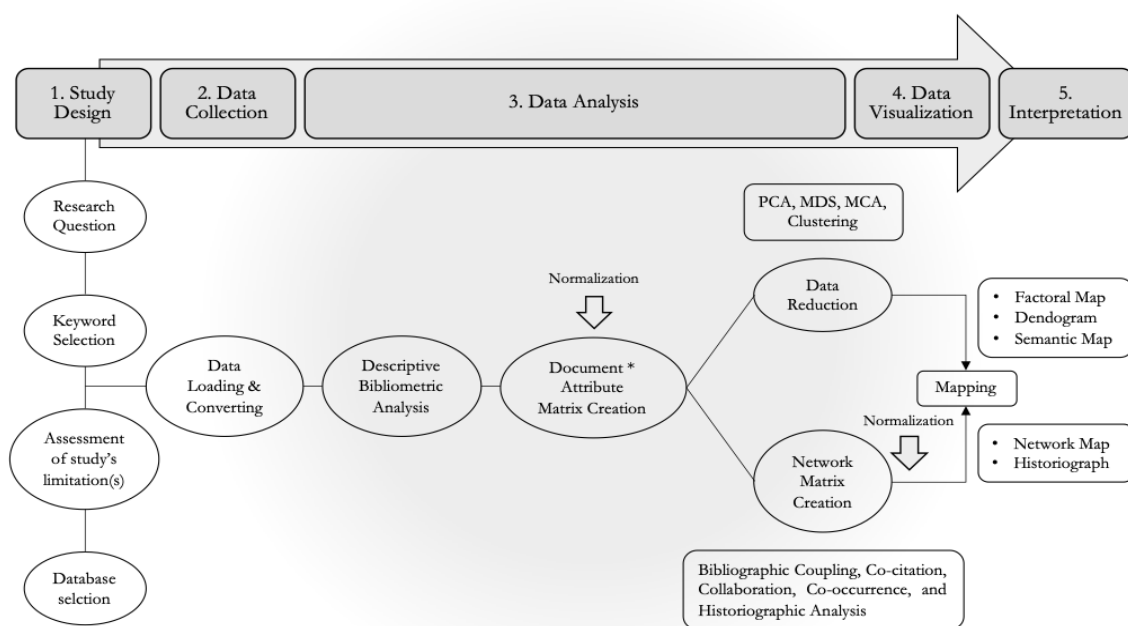 1. Study
Design
2. Data
Collection
3. Data Analysis
4. Data
Visualization
5.
Interpretation
Research
Question
Keyword
Selection
Assessment
of study's
limitation(s)
Database
selction
Data
Loading &
Converting
Descriptive
Bibliometric
Analysis
Normalization
Document *
Attribute
Matrix Creation
PCA, MDS, MCA,
Clustering
Data
Reduction
Normalization
Network
Matrix
Creation
Bibliographic Coupling, Co-citation,
Collaboration, Co-occurrence, and
Historiographic Analysis
• Factoral Map
• Dendogram
• Semantic Map
Mapping
• Network Map
• Historiograph